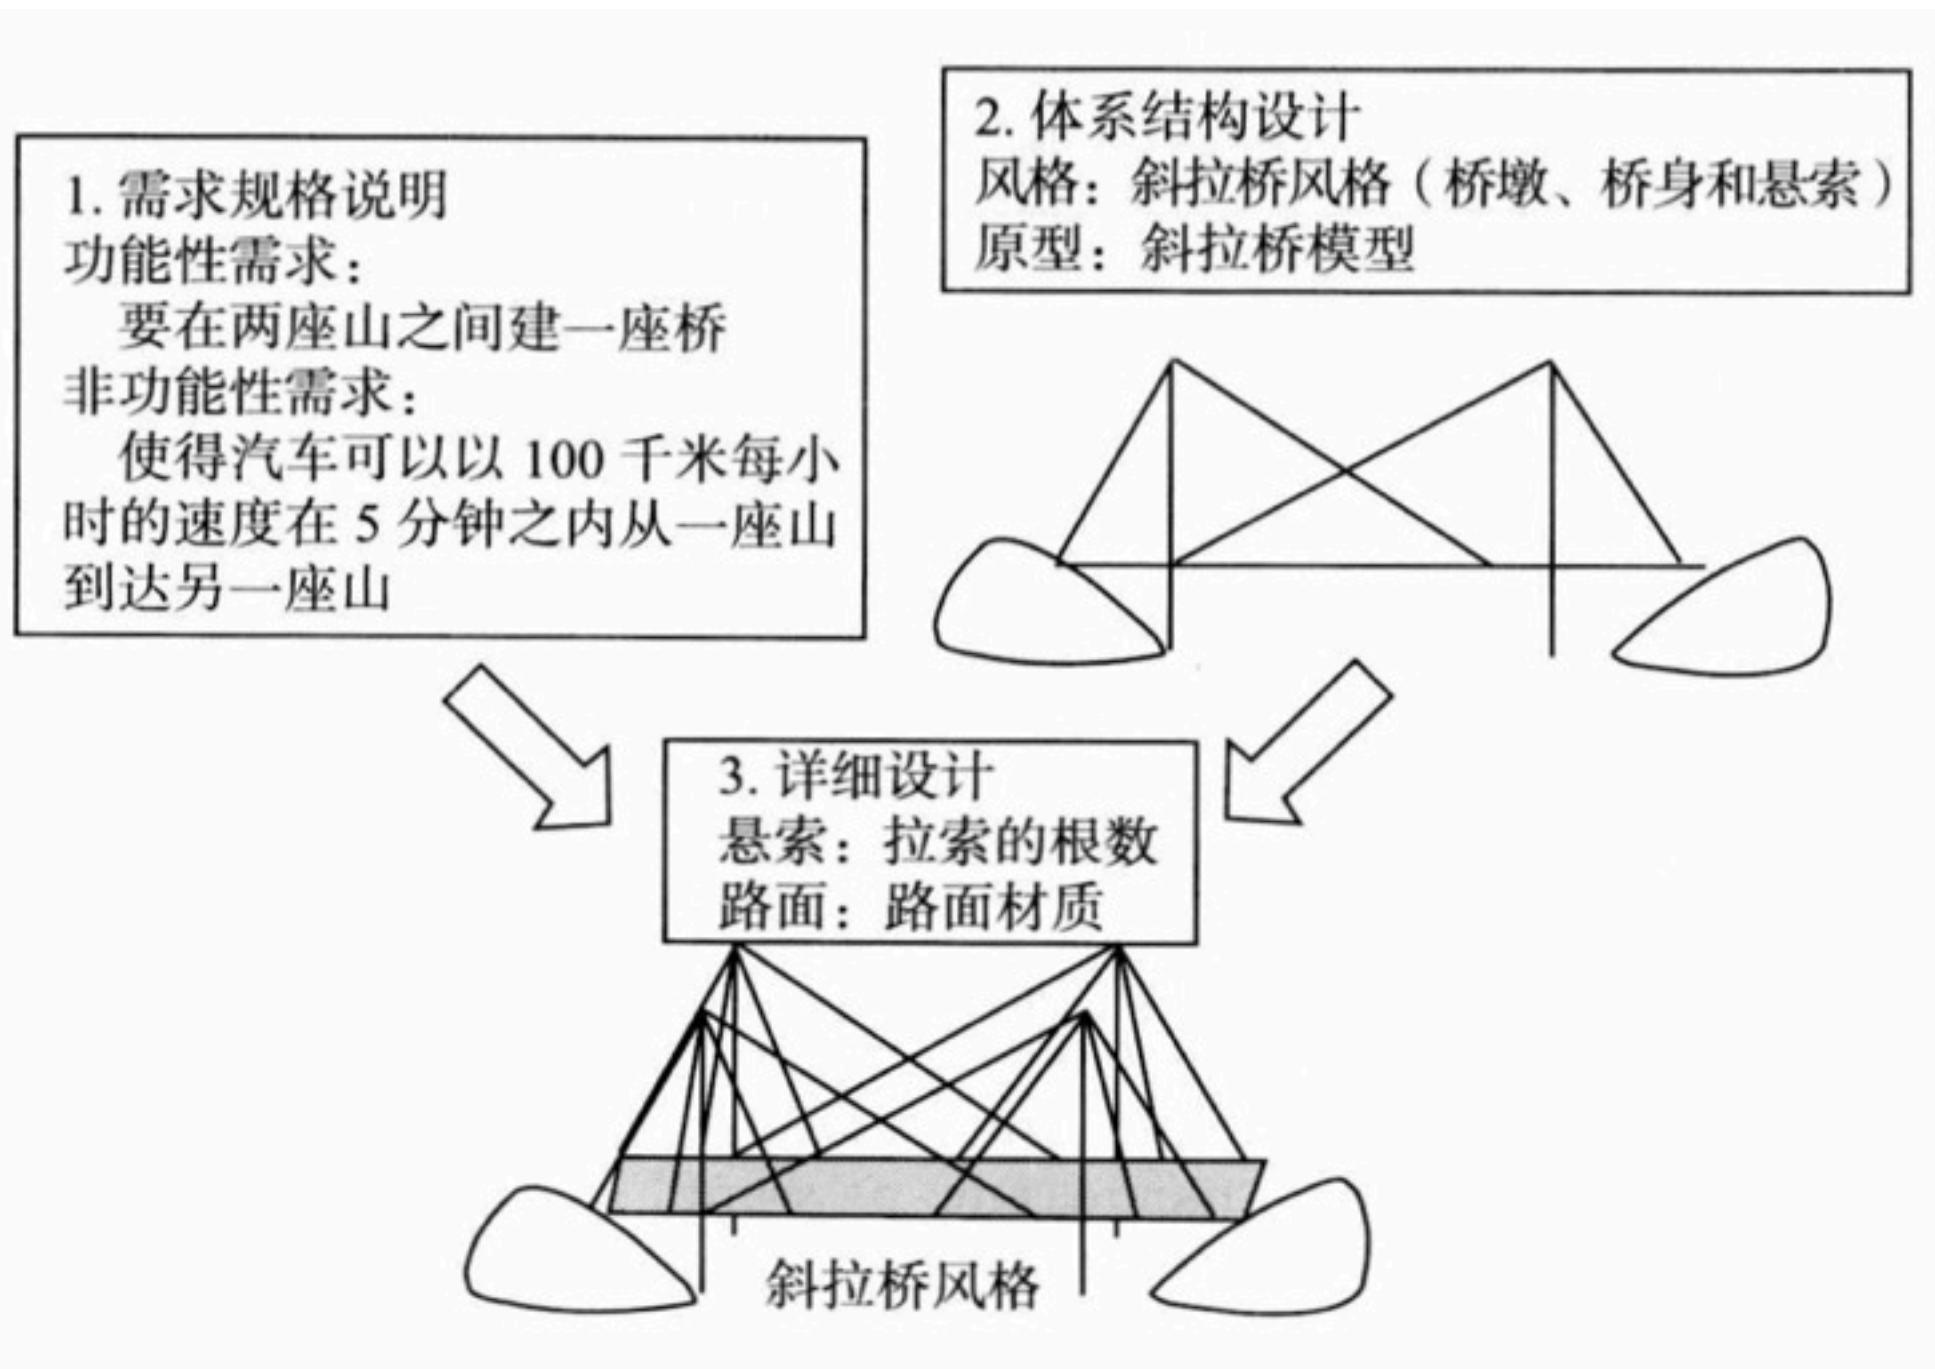 1. 需求规格说明
功能性需求：
要在两座山之间建一座桥
非功能性需求：
使得汽车可以以 100 千米每小
时的速度在 5 分钟之内从一座山
到达另一座山
2. 体系结构设计
风格：斜拉桥风格（桥墩、桥身和悬索）
原型：斜拉桥模型
3. 详细设计
悬索：拉索的根数
路面：路面材质
斜拉桥风格